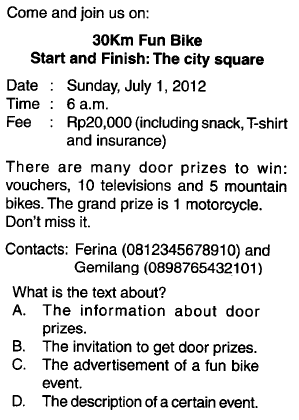 Come and join us on:
30Km Fun Bike
Start and Finish: The city square
Date : Sunday, July 1, 2012
Time : 6 a.m.
Fee : Rp20,000 (including snack, T-shirt
and insurance)
There are many door prizes to win:
vouchers, 10 televisions and 5 mountain
bikes. The grand prize is 1 motorcycle.
Don't miss it.
Contacts: Ferina (0812345678910) and
Gemilang (0898765432101)
What is the text about?
A. The information about door
prizes.
B. The invitation to get door prizes.
C. The advertisement of a fun bike
event.
D. The description of a certain event.